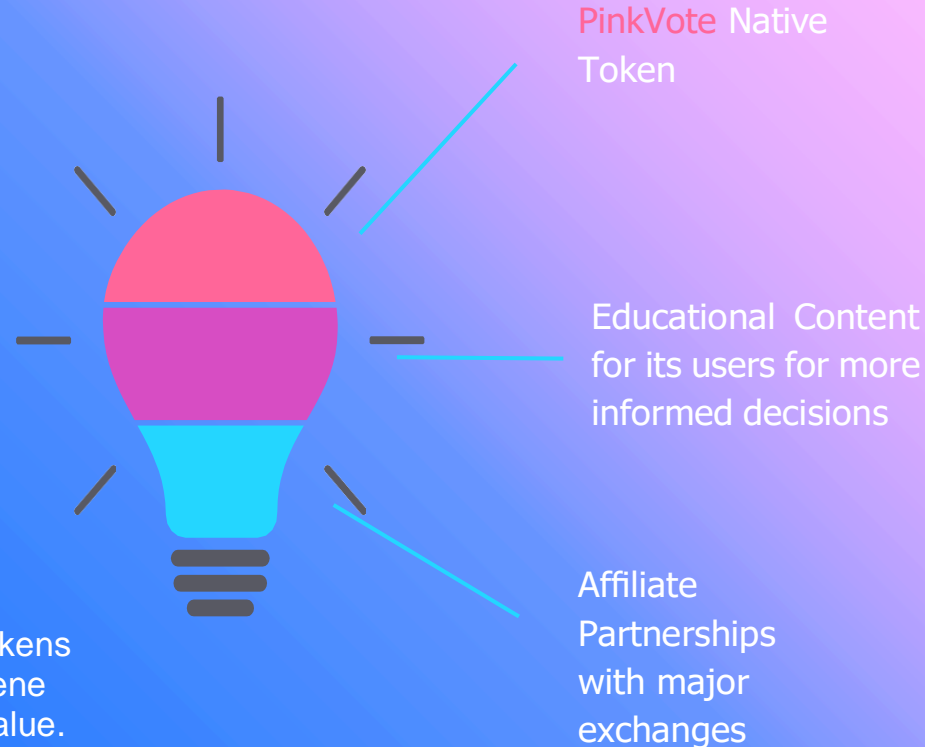 PinkVote Native
Token
Educational Content
for its users for more
informed decisions
Affiliate
Partnerships
with major
exchanges
kens
ene
alue.